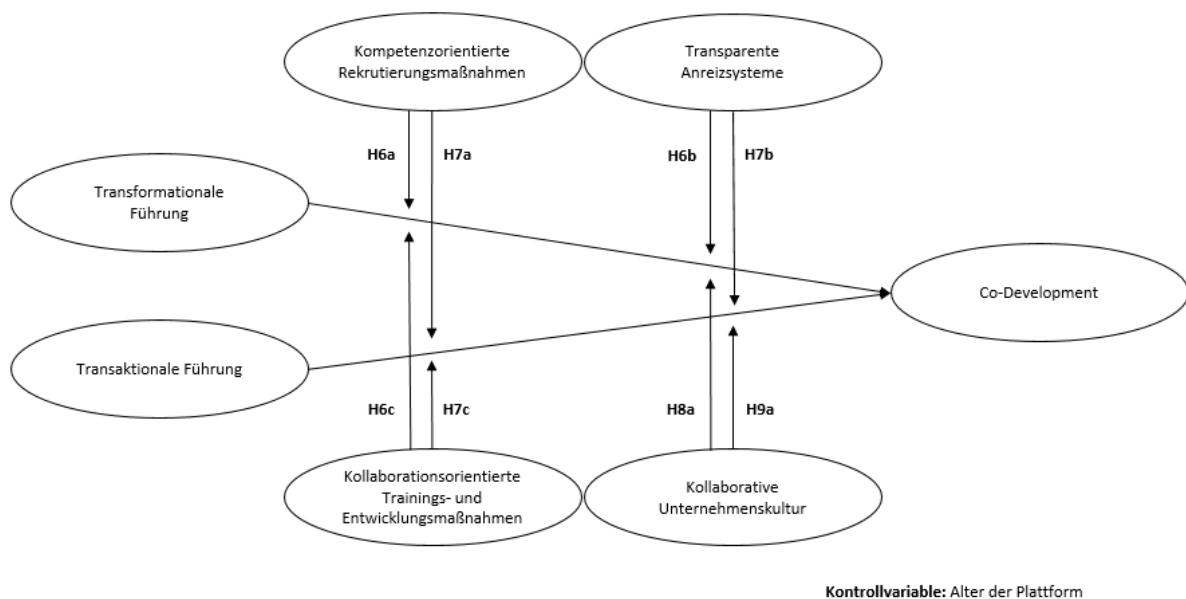 Kompetenzorientierte
Rekrutierungsmaßnahmen
Transparente
Anreizsysteme
H6a
H7a
H6b
H7b
Transformationale
Führung
Co-Development
Transaktionale Führung
H6c
H7c
H8a
H9a
Kollaborationsorientierte
Trainings- und
Entwicklungsmaßnahmen
Kollaborative
Unternehmenskultur
Kontrollvariable: Alter der Plattform